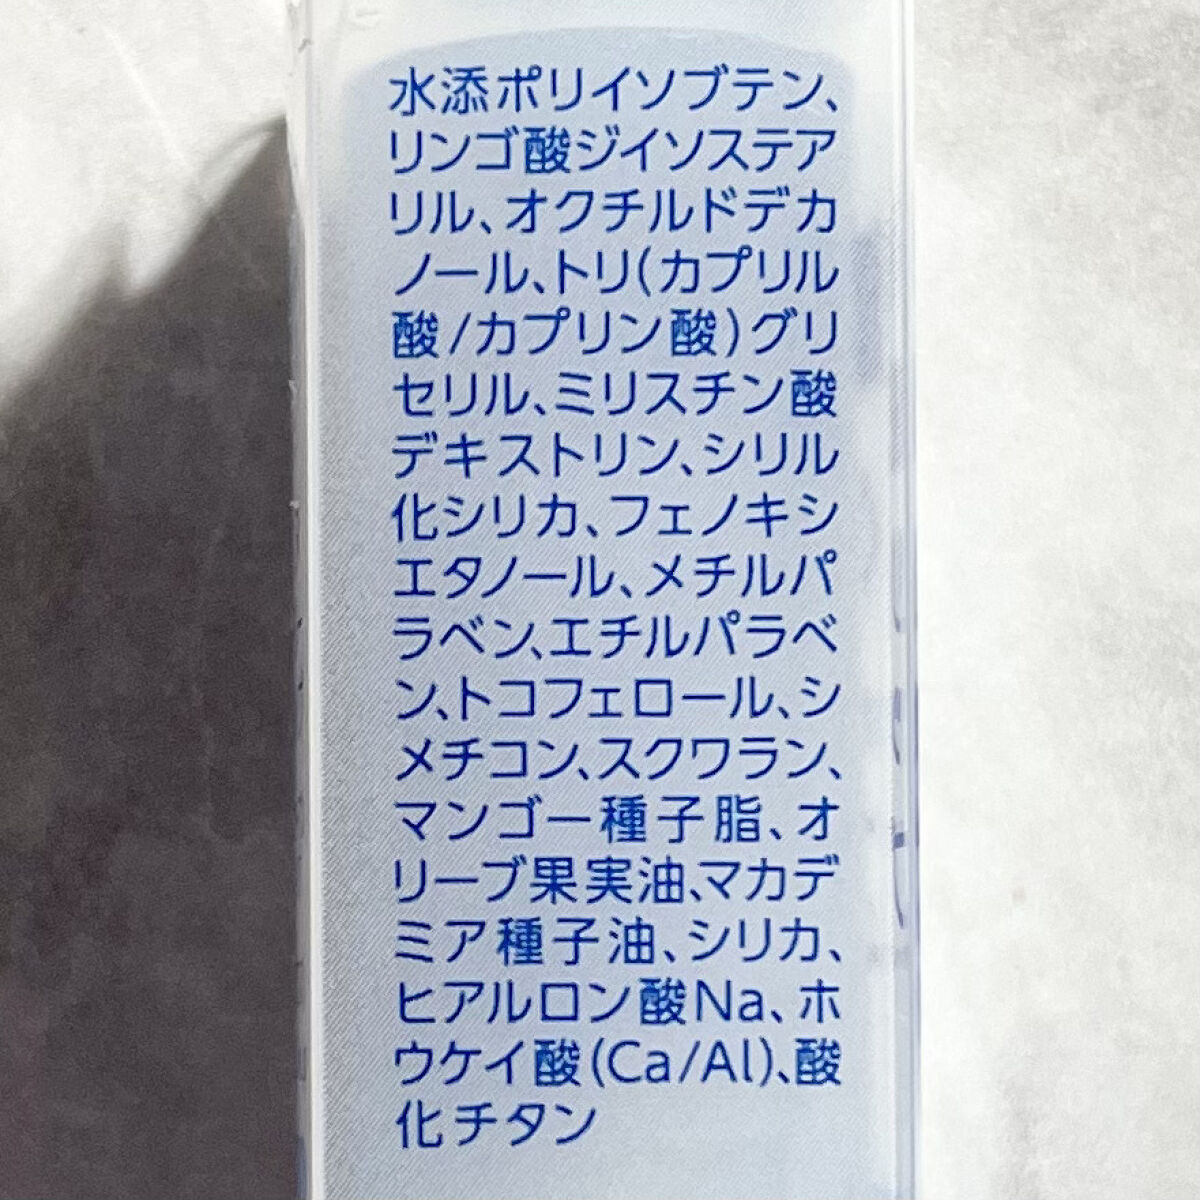 水添ポリイソブテン、
リンゴ酸ジイソステア
リル、オクチルドデカ
ノール、トリ(カプリル
酸/カプリン酸)グリ
セリル、ミリスチン酸
デキストリン、シリル
化シリカ、フェノキシ
エタノール、メチルパ
ラベン、エチルパラベ
ン、トコフェロール、シ
メチコン、スクワラン、
マンゴー種子脂、オ
リーブ果実油、マカデ
ミア種子油、シリカ、
ヒアルロン酸Na、ホ
ウケイ酸(Ca/Al)、酸
化チタン